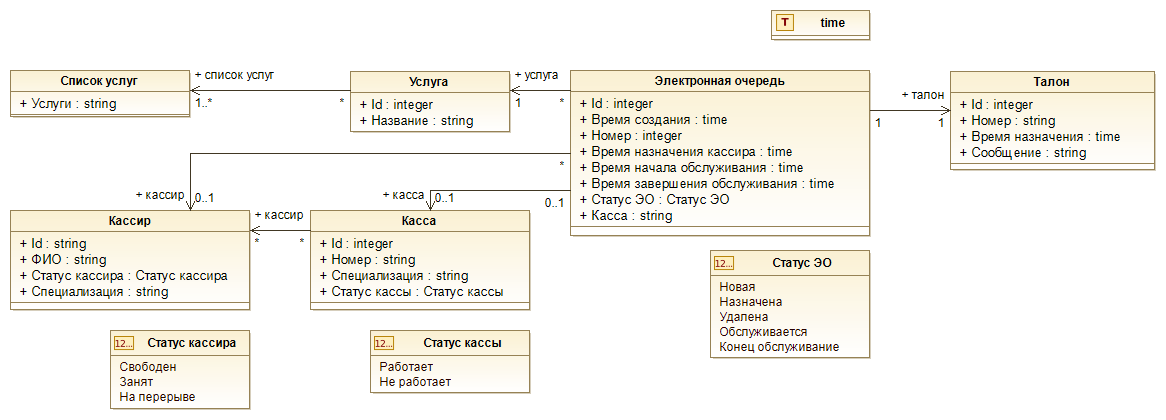 T time
Список услуг
+ Услуги : string
+ список услуг
1..*
*
Услуга
+ Id : integer
+ Название : string
+ услуга
1
*
Электронная очередь
+ Id : integer
+ Время создания : time
+ Номер : integer
+ Время назначения кассира : time
+ Время начала обслуживания : time
+ Время завершения обслуживания : time
+ Статус ЭО : Статус ЭО
+ Касса : string
+ талон
1
1
Талон
+ Id : integer
+ Номер : string
+ Время назначения : time
+ Сообщение : string
*
+ кассир
0..1
+ касса
0..1
0..1
Кассир
+ Id : string
+ ФИО : string
+ Статус кассира : Статус кассира
+ Специализация : string
+ кассир
*
*
Касса
+ Id : integer
+ Номер : string
+ Специализация : string
+ Статус кассы : Статус кассы
12... Статус ЭО
Новая
Назначена
Удалена
Обслуживается
Конец обслуживание
12... Статус кассира
Свободен
Занят
На перерыве
12... Статус кассы
Работает
Не работает